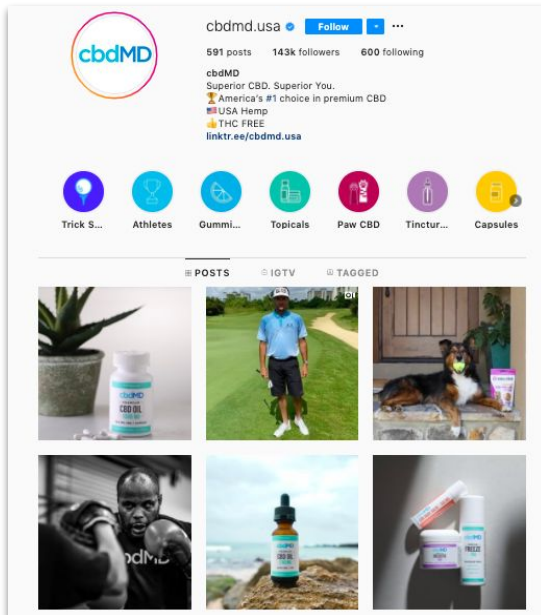 cbdMD
cbdmd.usa
Follow
591 posts 143k followers 600 following
cbdMD
Superior CBD. Superior You.
America's #1 choice in premium CBD
USA Hemp
THC FREE
linktr.ee/cbdmd.usa
Trick S... Athletes Gummi... Topicals Paw CBD Tinctur... Capsules
POSTS IGTV TAGGED
cbdMD
CBD OIL
cbdMD
cbdMD
CBD OIL
cbdMD
FREEZE